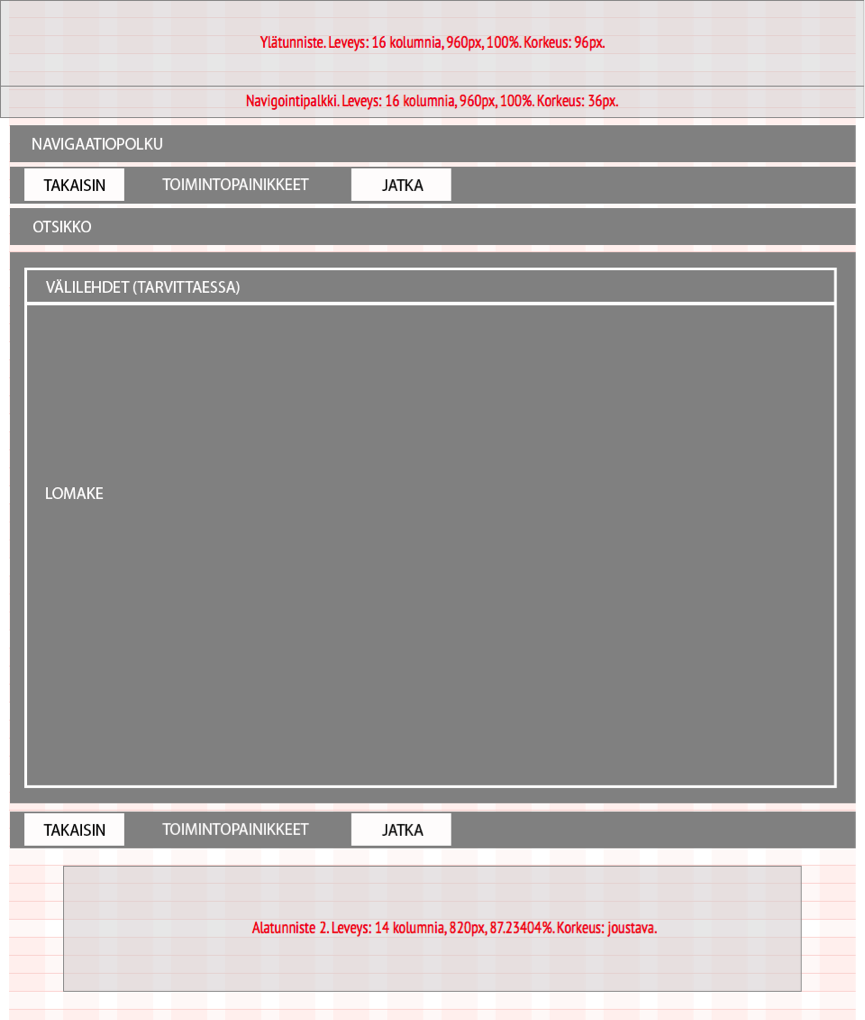 Ylätunniste. Leveys: 16 kolumnia, 960px, 100%. Korkeus: 96px.
Navigointipalkki. Leveys: 16 kolumnia, 960px, 100%. Korkeus: 36px.
NAVIGAATIOPOLKU
TAKAISIN TOIMINTOPAINIKKEET JATKA
OTSIKKO
VÄLILEHDET (TARVITTAESSA)
LOMAKE
TAKAISIN TOIMINTOPAINIKKEET JATKA
Alatunniste 2. Leveys: 14 kolumnia, 820px, 87.23404%. Korkeus: joustava.